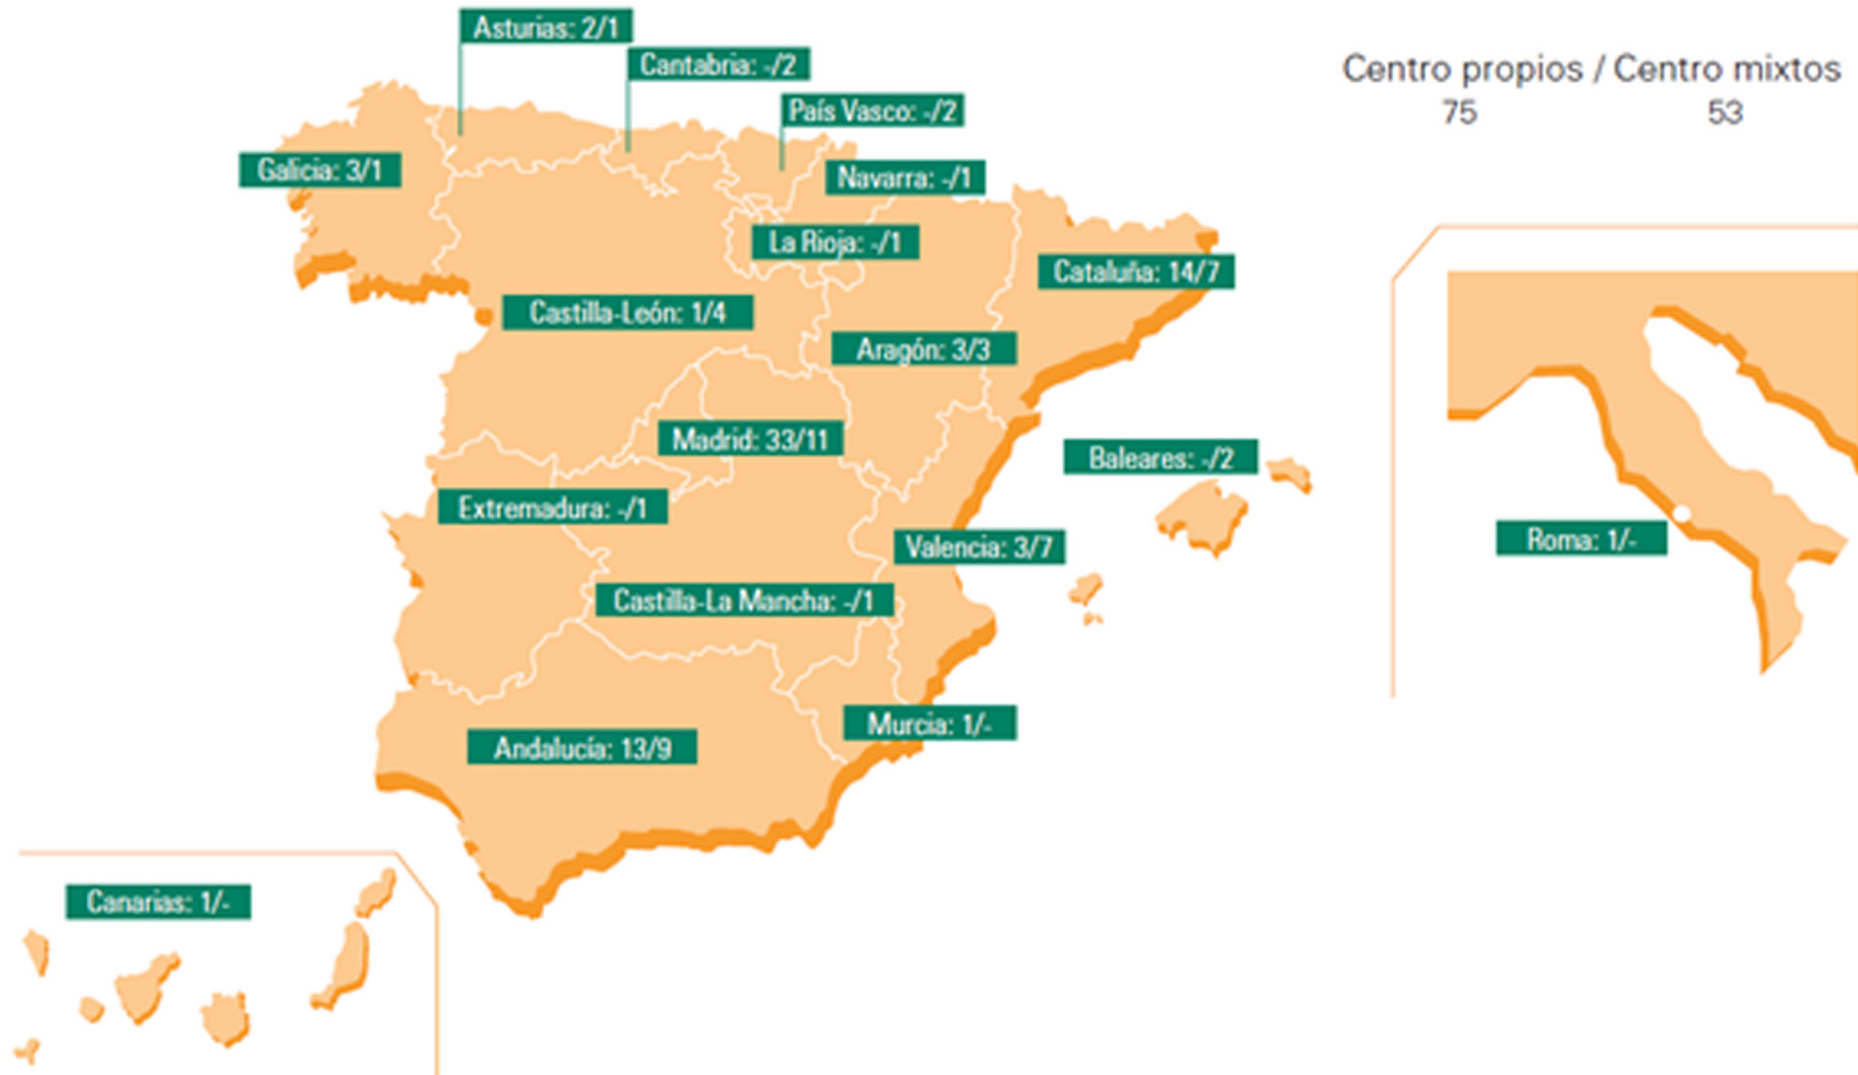 Asturias: 2/1
Cantabria: -/2
Centro propios / Centro mixtos
75 53
País Vasco: -/2
Galicia: 3/1
Navarra: -/1
La Rioja: -/1
Cataluña: 14/7
Castilla-León: 1/4
Aragón: 3/3
Madrid: 33/11
Baleares: -/2
Extremadura: -/1
Valencia: 3/7
Roma: 1/-
Castilla-La Mancha: -/1
Murcia: 1/-
Andalucía: 13/9
Canarias: 1/-